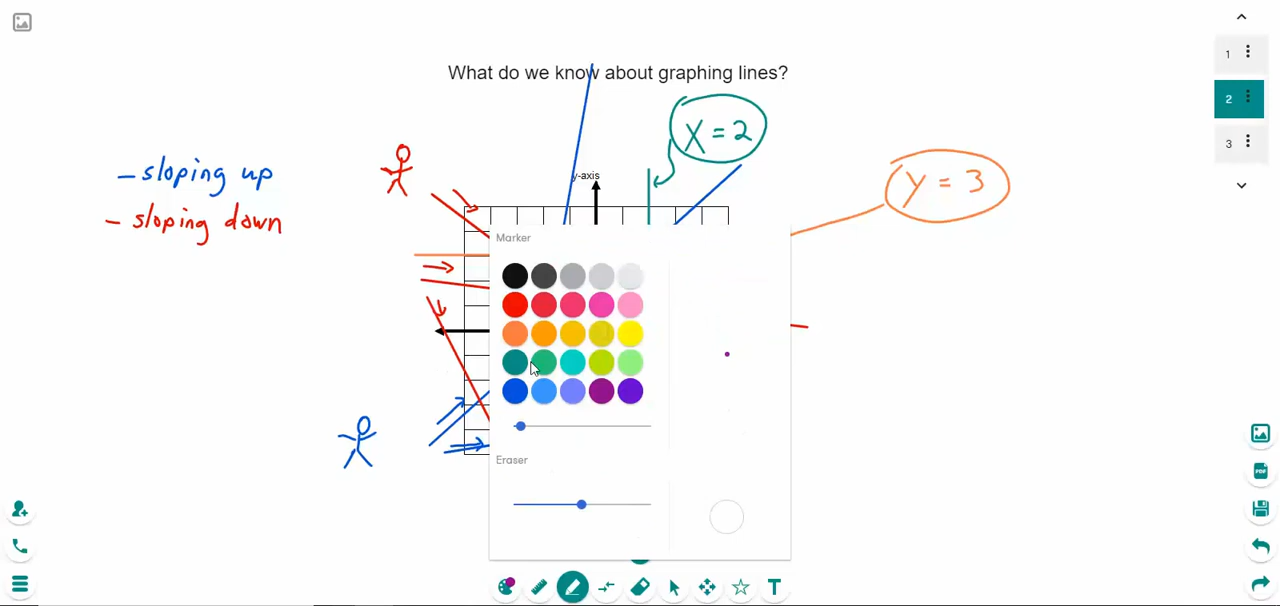 What do we know about graphing lines?
x = 2
y = 3
- sloping up
- sloping down
y-axis
Marker
Eraser
1
2
3
PDF
T